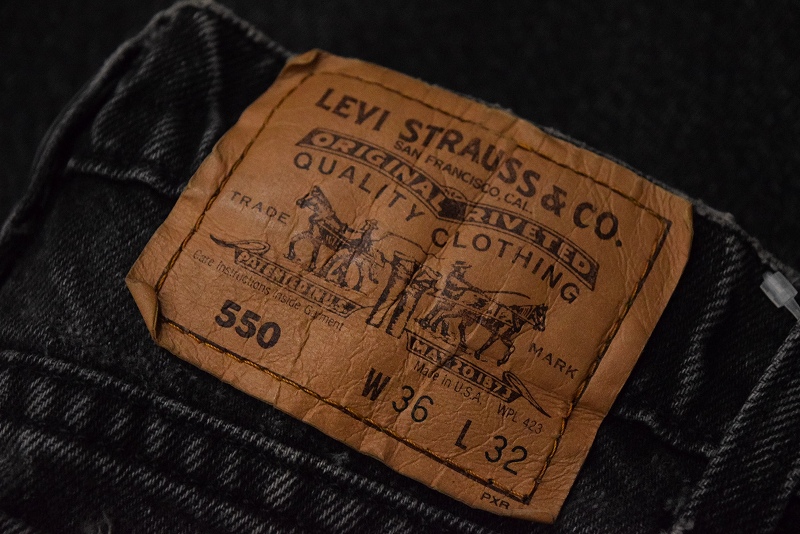 LEVI STRAUSS & CO.
SAN FRANCISCO, CAL.
ORIGINAL RIVETED
QUALITY CLOTHING
TRADE MARK
PATENTED IN U.S.
MAY 20 1873
Care instructions inside garment
Made in U.S.A. WPL 423
550
W 36 L 32
PXR